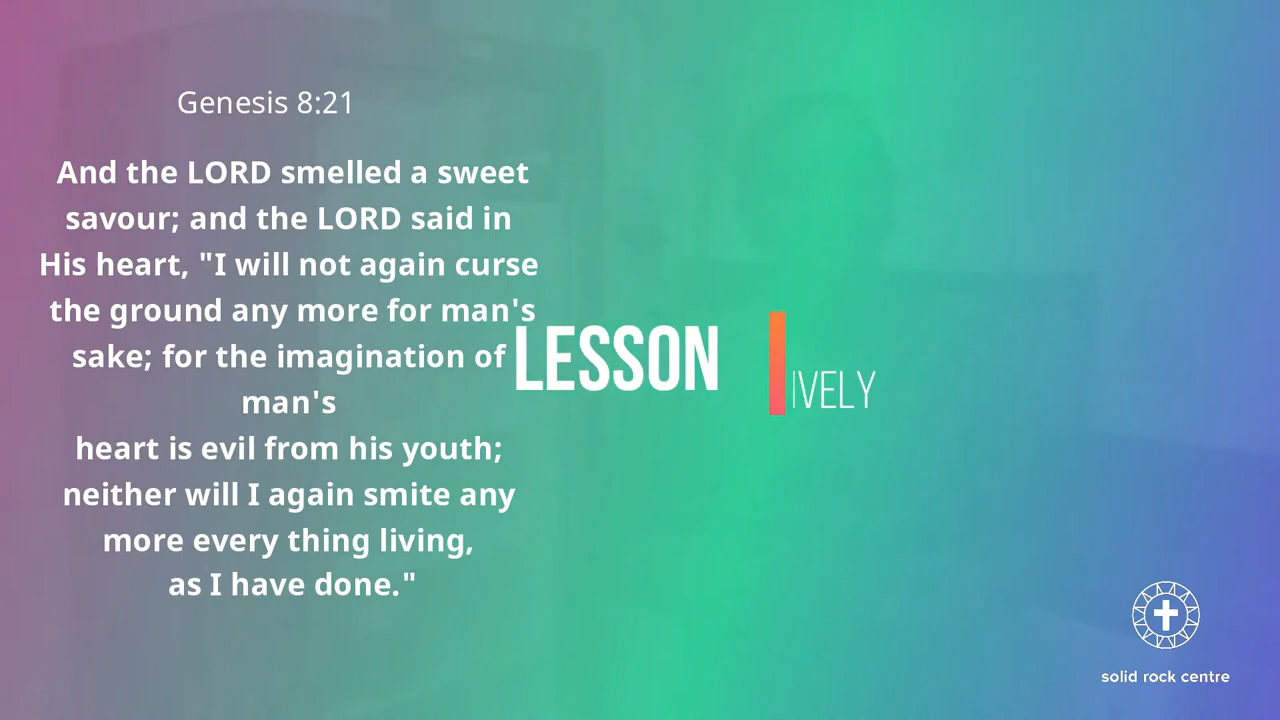 Genesis 8:21
And the LORD smelled a sweet
savour; and the LORD said in
His heart, "I will not again curse
the ground any more for man's
sake; for the imagination of
man's
heart is evil from his youth;
neither will I again smite any
more every thing living,
as I have done."
LESSON
IVELY
solid rock centre